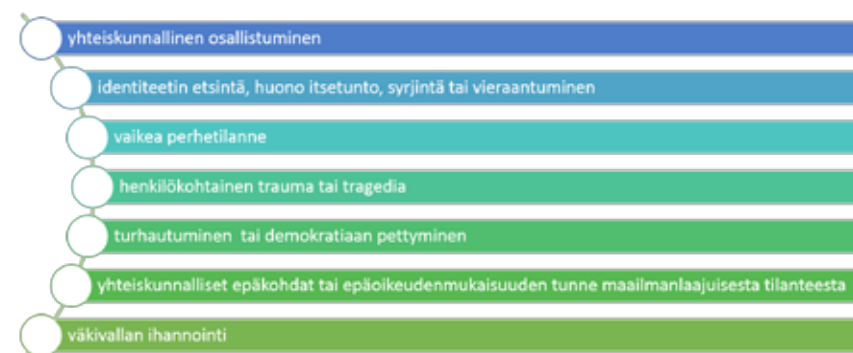 yhteiskunnallinen osallistuminen
identiteetin etsintä, huono itsetunto, syrjintä tai vieraantuminen
vaikea perhetilanne
henkilökohtainen trauma tai tragedia
turhautuminen tai demokratiaan pettyminen
yhteiskunnalliset epäkohdat tai epäoikeudenmukaisuuden tunne maailmanlaajuisesta tilanteesta
väkivallan ihannointi